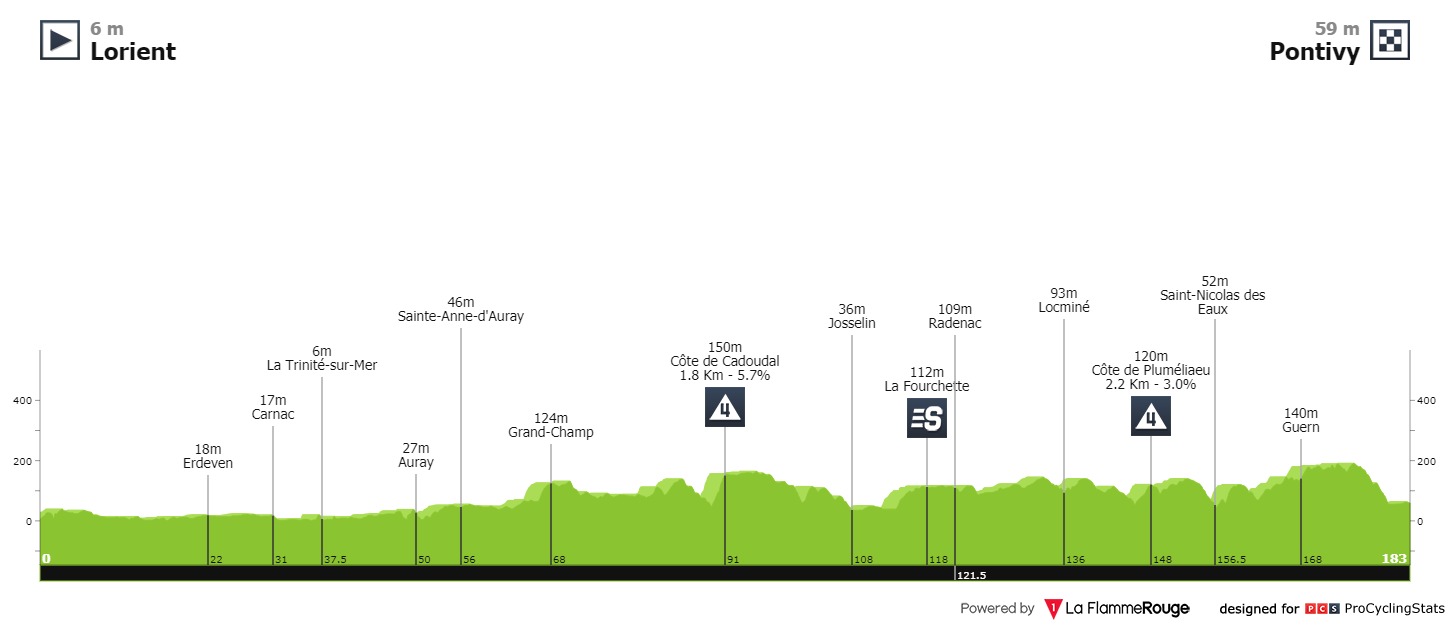 6 m
Lorient
59 m
Pontivy
52m
Saint-Nicolas des
Eaux
93m
Locminé
46m
Sainte-Anne-d'Auray
36m
Josselin
109m
Radenac
150m
Côte de Cadoudal
1.8 Km - 5.7%
6m
La Trinité-sur-Mer
120m
Côte de Pluméliaeu
2.2 Km - 3.0%
112m
La Fourchette
17m
Carnac
4
S
4
124m
Grand-Champ
140m
Guern
18m
Erdeven
27m
Auray
400
200
0
400
200
0
0
22
31
37.5
50
56
68
91
108
118
136
148
156.5
168
183
121.5
Powered by
1
La FlammeRouge
designed for
PCS
ProCyclingStats